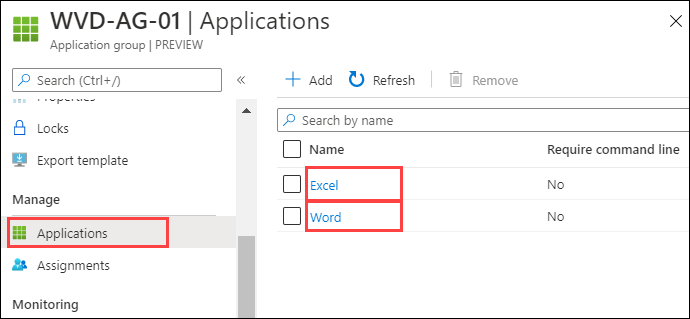 WVD-AG-01 | Applications
Application group | PREVIEW
Search (Ctrl+/)
Properties
Locks
Export template
Manage
Applications
Assignments
Monitoring
Add Refresh Remove
Search by name
Name Require command line
Excel No
Word No